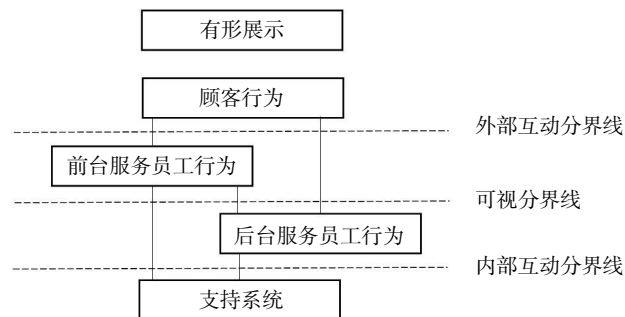 有形展示
顾客行为
外部互动分界线
前台服务员工行为
可视分界线
后台服务员工行为
内部互动分界线
支持系统